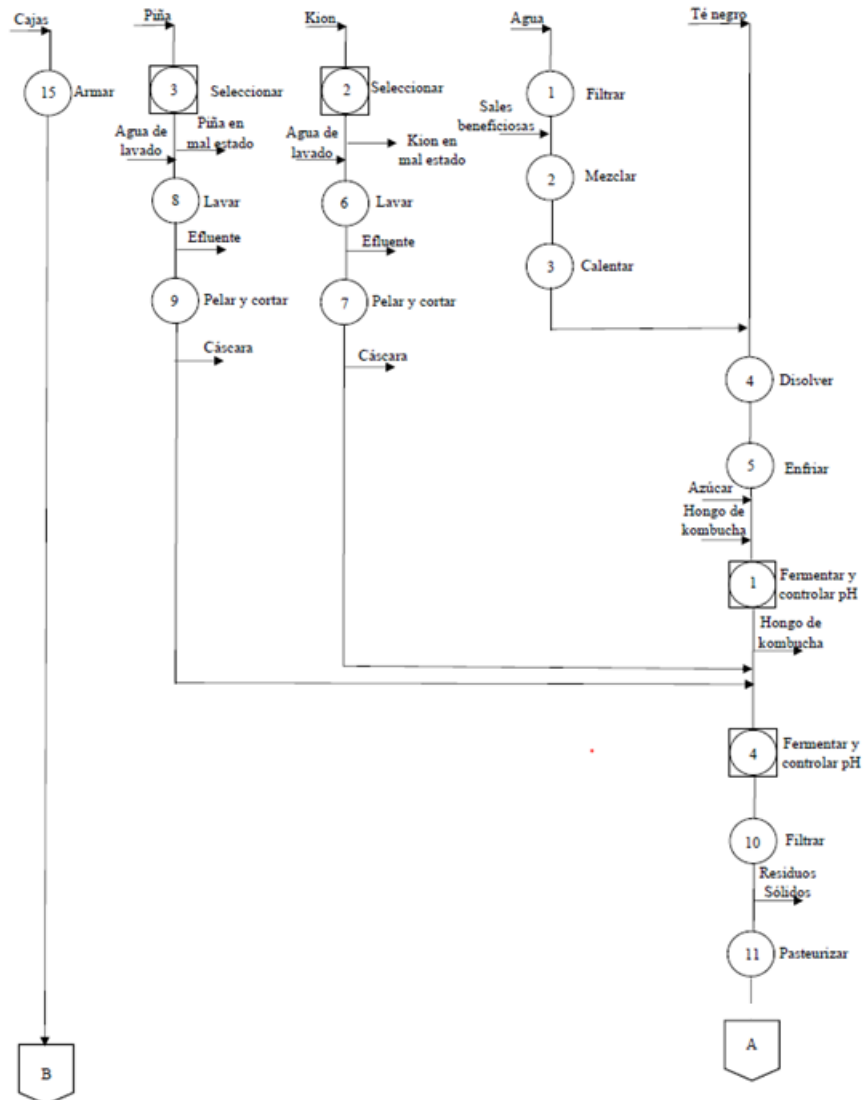 Cajas
Piña
Kion
Agua
Té negro
15
Armar
3
Seleccionar
2
Seleccionar
1
Filtrar
Agua de
lavado
Piña en
mal estado
Agua de
lavado
Kion en
mal estado
Sales
beneficiosas
2
Mezclar
8
Lavar
6
Lavar
Efluente
Efluente
3
Calentar
9
Pelar y cortar
7
Pelar y cortar
Cáscara
Cáscara
4
Disolver
5
Enfriar
Azúcar
Hongo de
kombucha
1
Fermentar y
controlar pH
Hongo de
kombucha
4
Fermentar y
controlar pH
10
Filtrar
Residuos
Sólidos
11
Pasteurizar
B
A